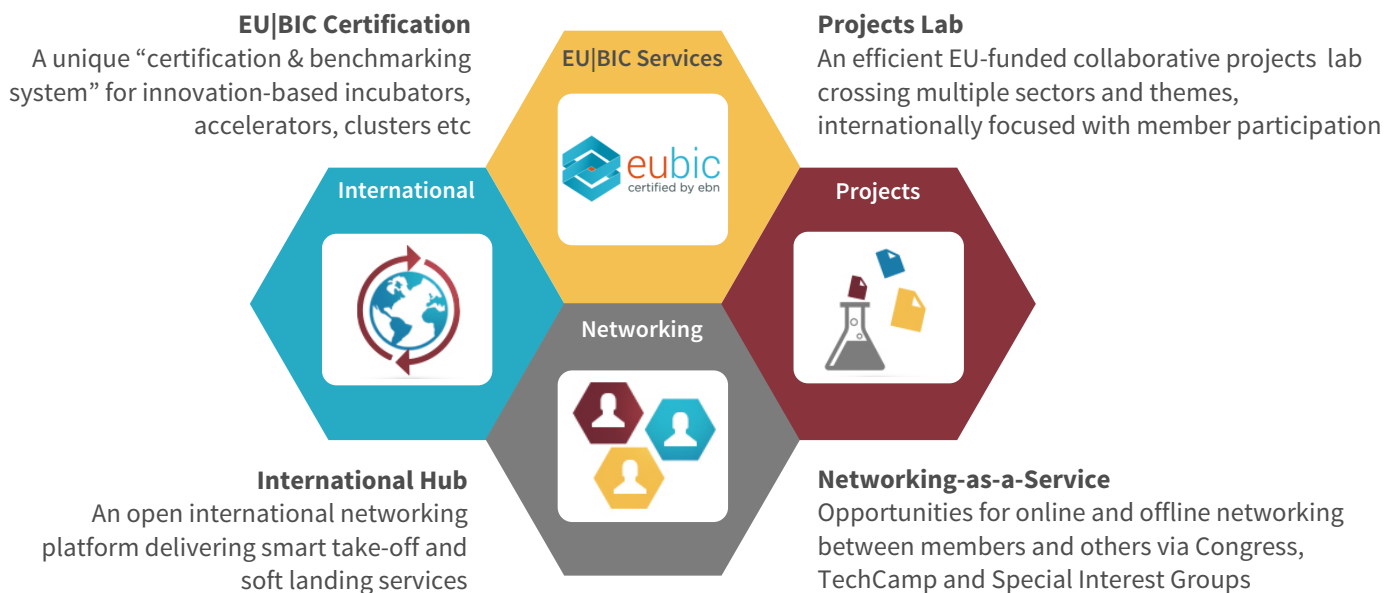 EU|BIC Certification
A unique “certification & benchmarking
system” for innovation-based incubators,
accelerators, clusters etc
EU|BIC Services
eubic
certified by ebn
Projects Lab
An efficient EU-funded collaborative projects lab
crossing multiple sectors and themes,
internationally focused with member participation
International
Projects
Networking
International Hub
An open international networking
platform delivering smart take-off and
soft landing services
Networking-as-a-Service
Opportunities for online and offline networking
between members and others via Congress,
TechCamp and Special Interest Groups